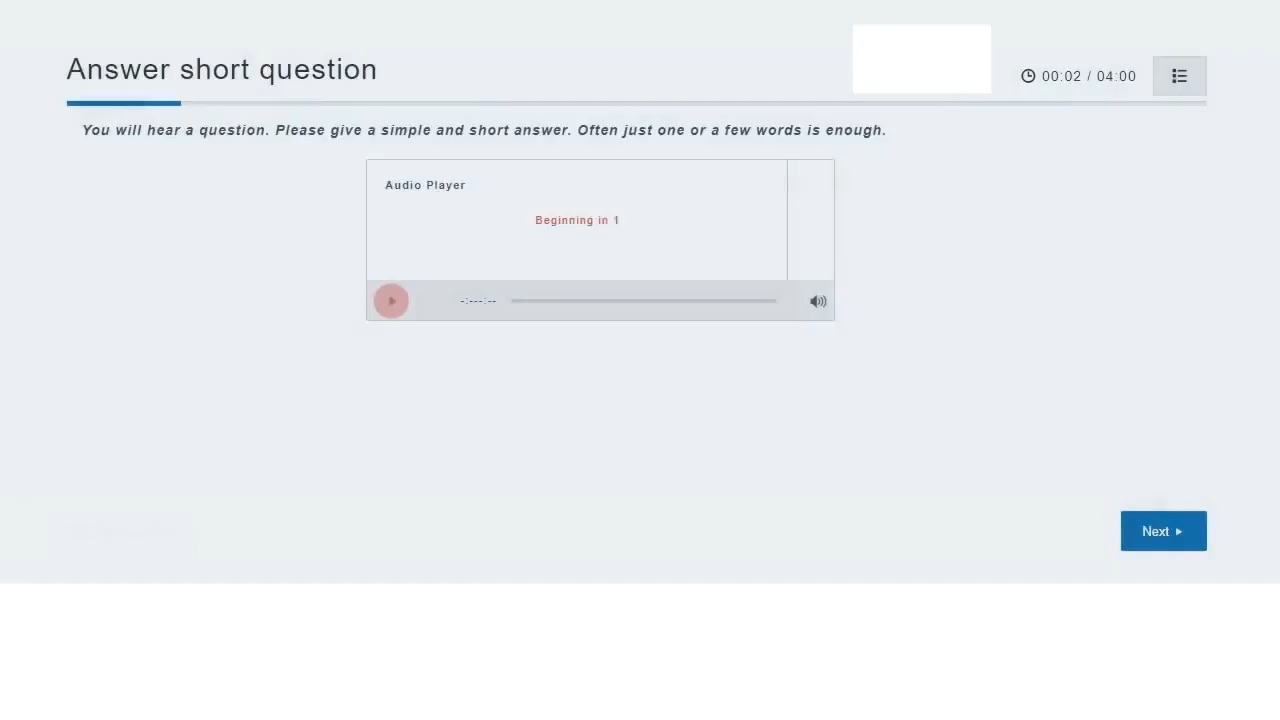 Answer short question
00:02 / 04:00
You will hear a question. Please give a simple and short answer. Often just one or a few words is enough.
Audio Player
Beginning in 1
-:---:--
Next